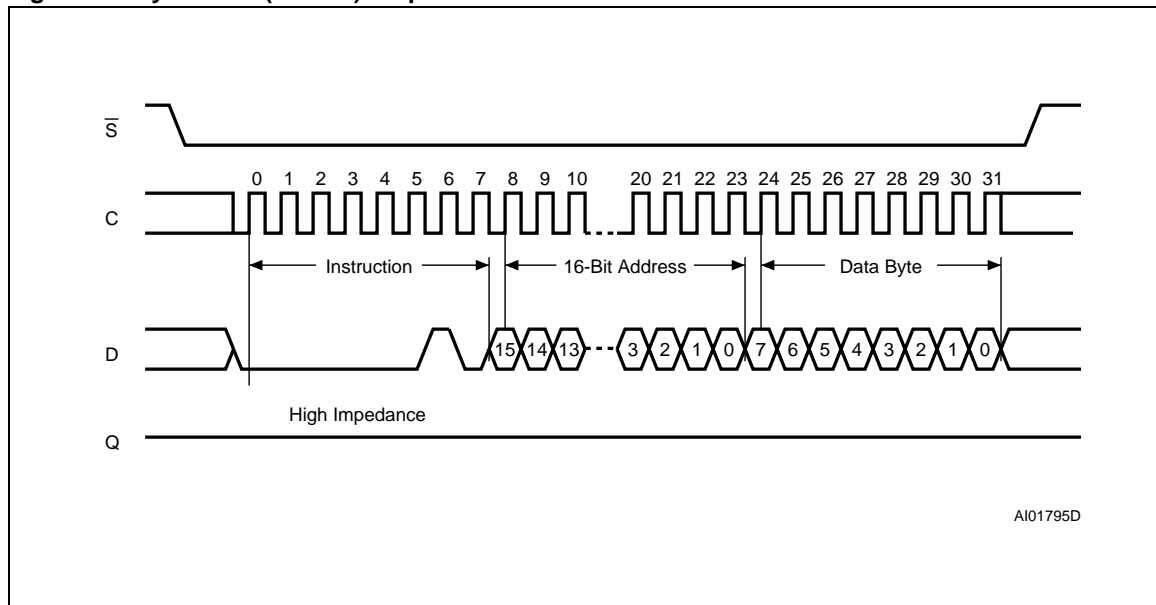 S
0 1 2 3 4 5 6 7 8 9 10 20 21 22 23 24 25 26 27 28 29 30 31
C
Instruction 16-Bit Address Data Byte
D
15 14 13 3 2 1 0 7 6 5 4 3 2 1 0
High Impedance
Q
AI01795D